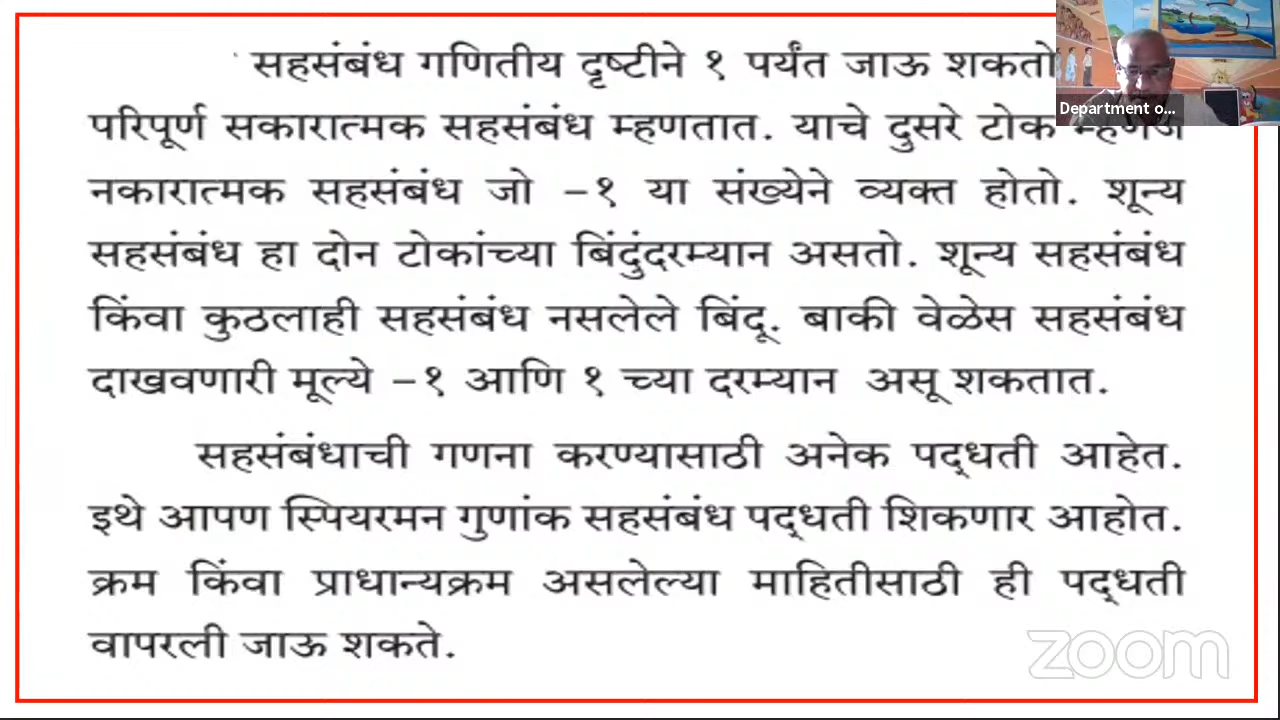 सहसंबंध गणितीय दृष्टीने १ पर्यंत जाऊ शकतो
Department o...
परिपूर्ण सकारात्मक सहसंबंध म्हणतात. याचे दुसरे टोक म्हणजे
नकारात्मक सहसंबंध जो –१ या संख्येने व्यक्त होतो. शून्य
सहसंबंध हा दोन टोकांच्या बिंदुंदरम्यान असतो. शून्य सहसंबंध
किंवा कुठलाही सहसंबंध नसलेले बिंदू. बाकी वेळेस सहसंबंध
दाखवणारी मूल्ये –१ आणि १ च्या दरम्यान असू शकतात.
सहसंबंधाची गणना करण्यासाठी अनेक पद्धती आहेत.
इथे आपण स्पियरमन गुणांक सहसंबंध पद्धती शिकणार आहोत.
क्रम किंवा प्राधान्यक्रम असलेल्या माहितीसाठी ही पद्धती
वापरली जाऊ शकते.
zoom